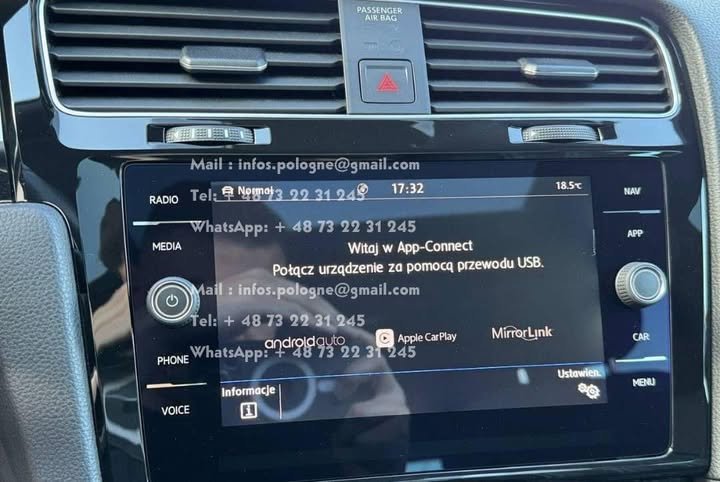 PASSENGER
AIR BAG
Mail : infos.pologne@gmail.com
Normal 17:32 18.5°C
Tel: + 48 73 22 31 245
WhatsApp: + 48 73 22 31 245
RADIO
MEDIA
PHONE
VOICE
Witaj w App-Connect
Połącz urządzenie za pomocą przewodu USB.
Mail : infos.pologne@gmail.com
Tel: + 48 73 22 31 245
androidauto Apple CarPlay MirrorLink
WhatsApp: + 48 73 22 31 245
Ustawien.
Informacje
i
NAV
APP
CAR
MENU